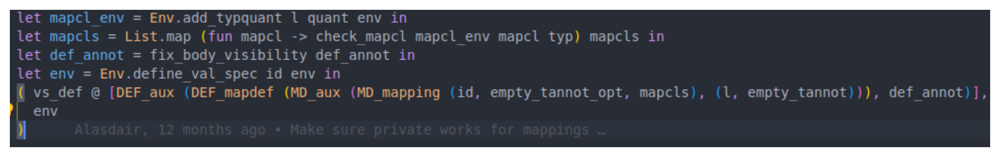 let mapcl_env = Env.add_typquant l quant env in
let mapcls = List.map (fun mapcl -> check_mapcl mapcl_env mapcl typ) mapcls in
let def_annot = fix_body_visibility def_annot in
let env = Env.define_val_spec id env in
( vs_def @ [DEF_aux (DEF_mapdef (MD_aux (MD_mapping (id, empty_tannot_opt, mapcls), (l, empty_tannot))), def_annot)],
env
) Alasdair, 12 months ago • Make sure private works for mappings …